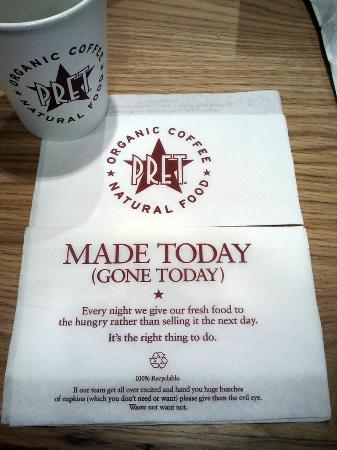 ORGANIC COFFEE
PRET
NATURAL FOOD
ORGANIC COFFEE
PRET
NATURAL FOOD
MADE TODAY
(GONE TODAY)
Every night we give our fresh food to
the hungry rather than selling it the next day.
It's the right thing to do.
100% Recyclable.
If our team get all over excited and hand you huge bunches
of napkins (which you don't need or want) please give them the evil eye.
Waste not want not.